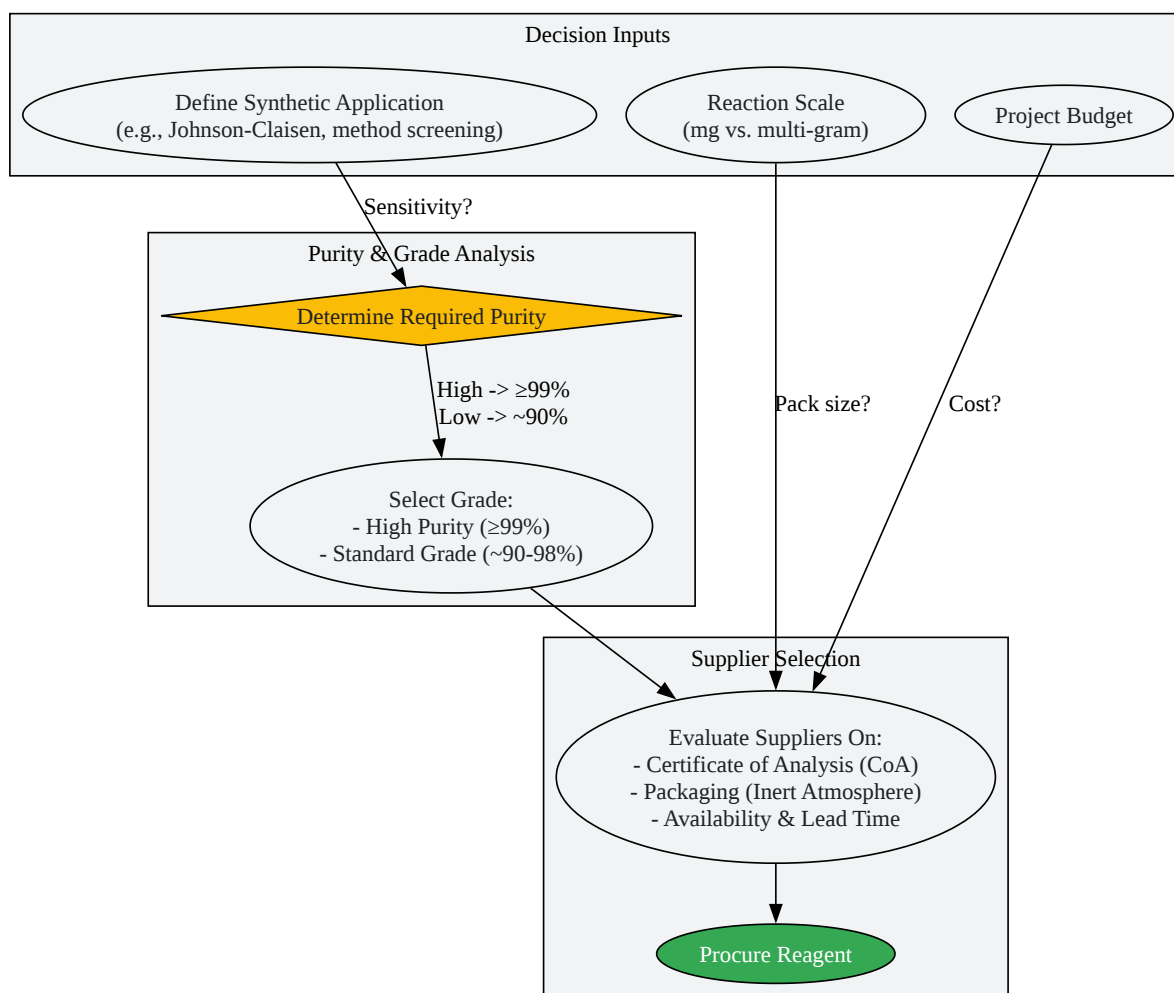 Decision Inputs
Define Synthetic Application
(e.g., Johnson-Claisen, method screening)
Reaction Scale
(mg vs. multi-gram)
Project Budget
Sensitivity?
Purity & Grade Analysis
Determine Required Purity
High -> ≥99%
Low -> ~90%
Pack size?
Cost?
Select Grade:
- High Purity (≥99%)
- Standard Grade (~90-98%)
Supplier Selection
Evaluate Suppliers On:
- Certificate of Analysis (CoA)
- Packaging (Inert Atmosphere)
- Availability & Lead Time
Procure Reagent